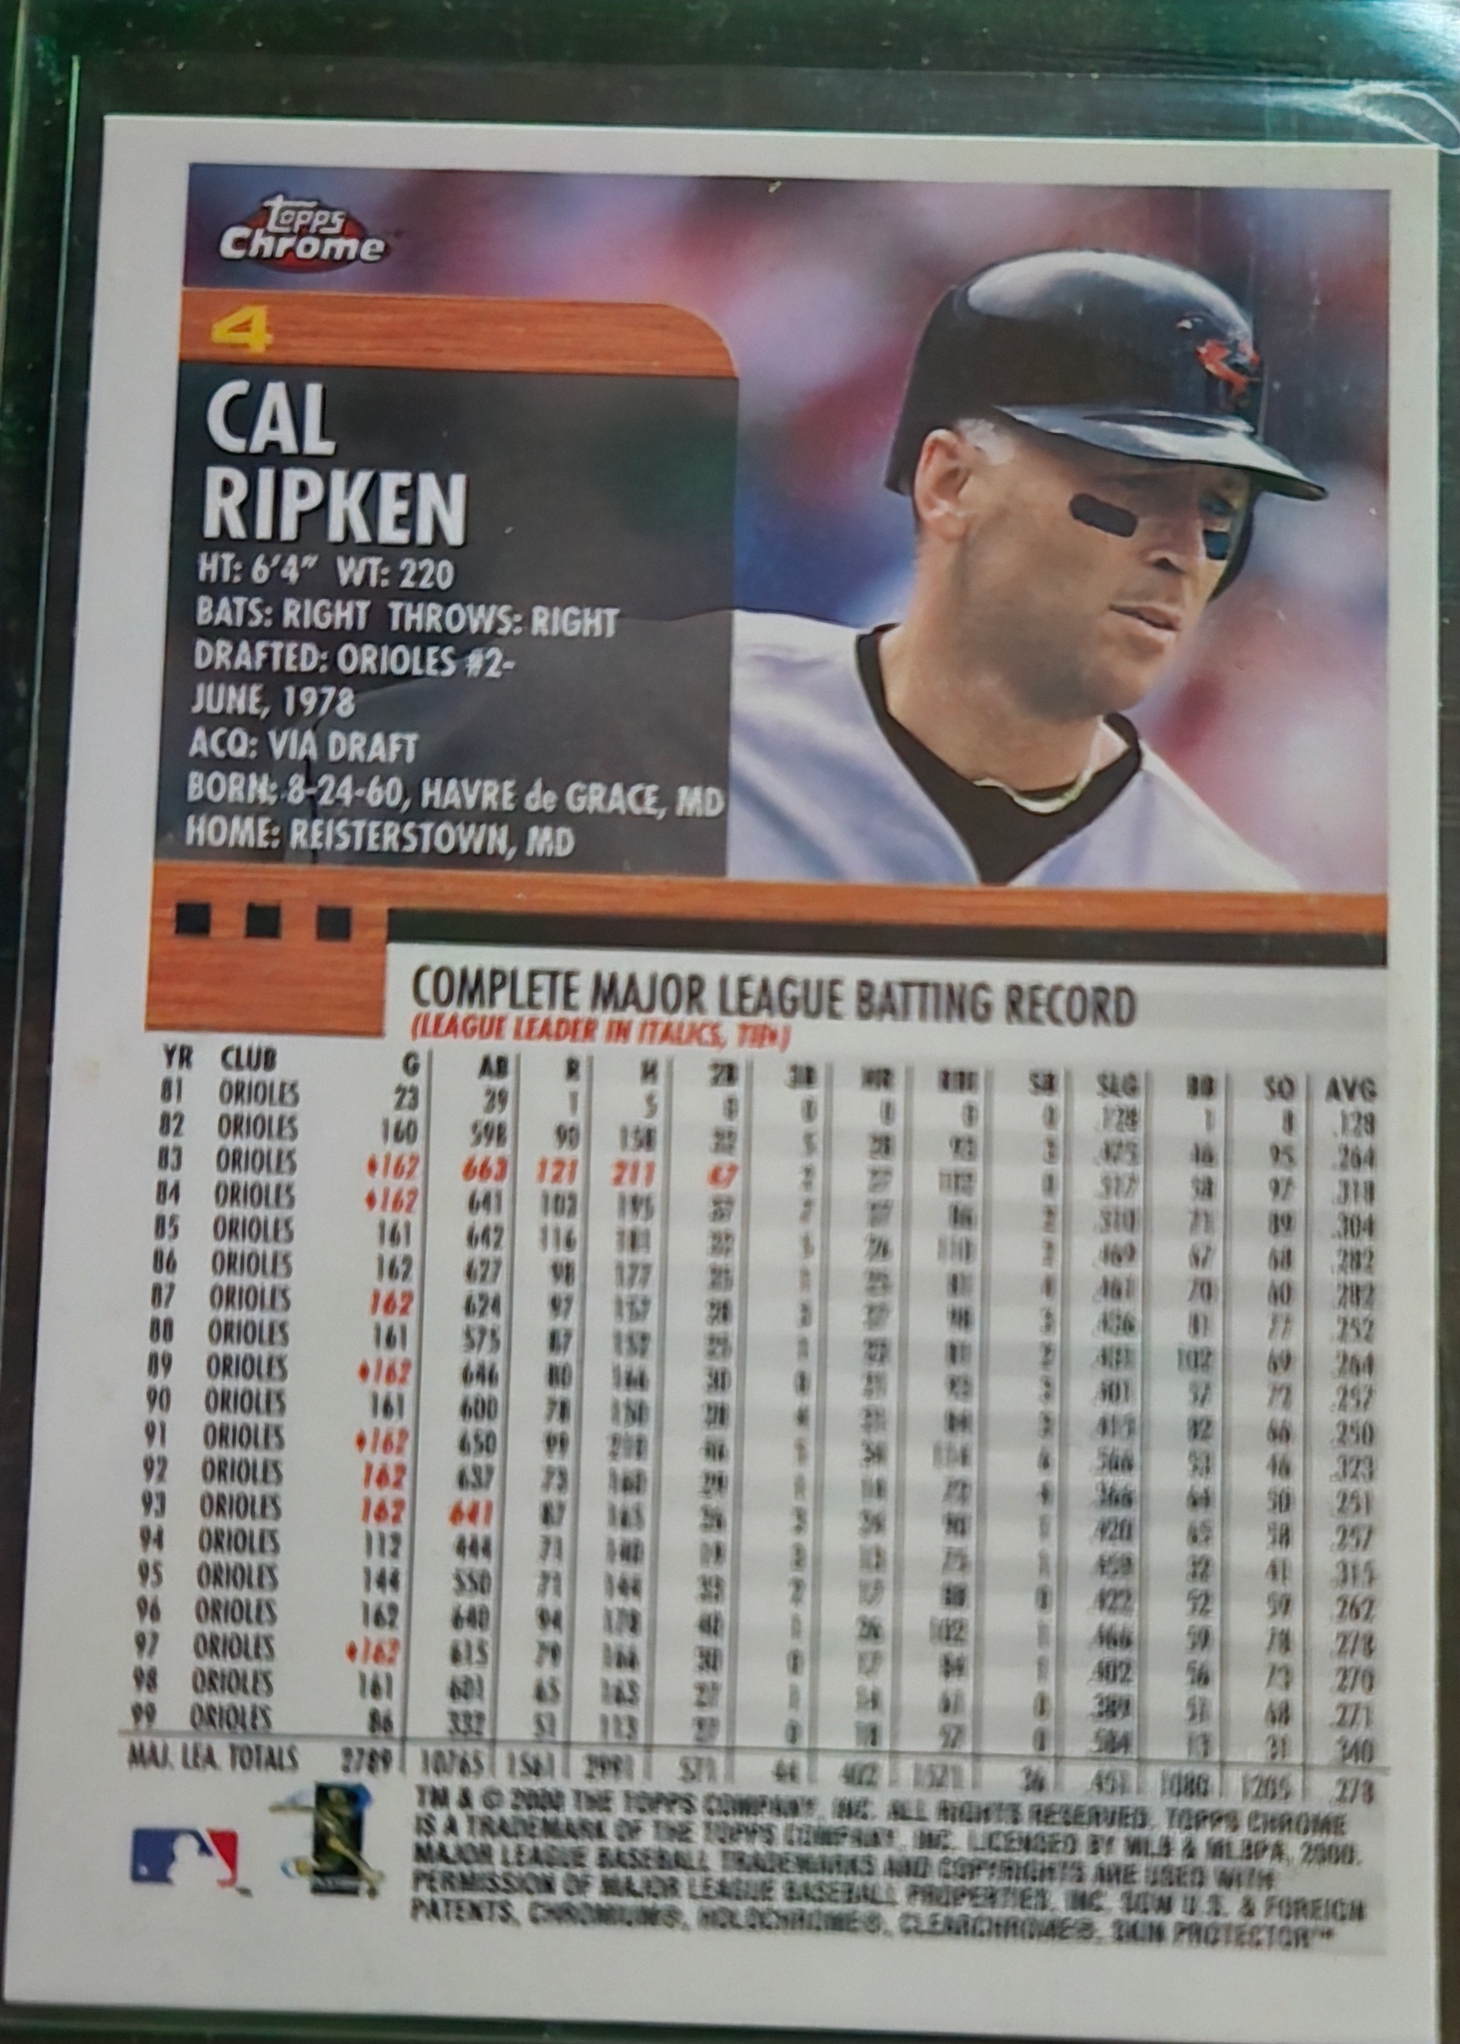 Topps
Chrome
4
CAL
RIPKEN
HT: 6'4" WT: 220
BATS: RIGHT THROWS: RIGHT
DRAFTED: ORIOLES #2-
JUNE, 1978
ACQ: VIA DRAFT
BORN: 8-24-60, HAVRE de GRACE, MD
HOME: REISTERSTOWN, MD
COMPLETE MAJOR LEAGUE BATTING RECORD
(LEAGUE LEADER IN ITALICS, TIE♦)
YR CLUB G AB R H 2B 3B HR RBI SB SLG BB SO AVG
81 ORIOLES 23 39 1 5 0 0 0 0 0 .128 1 8 .128
82 ORIOLES 160 598 90 158 32 5 28 93 3 .475 46 95 .264
83 ORIOLES ♦162 663 121 211 47 2 27 102 0 .517 58 97 .318
84 ORIOLES ♦162 641 103 195 37 7 27 86 2 .510 71 89 .304
85 ORIOLES 161 642 116 181 32 5 26 110 2 .469 67 68 .282
86 ORIOLES 162 627 98 177 25 1 25 81 4 .461 70 60 .282
87 ORIOLES 162 624 97 157 28 3 27 98 3 .436 81 77 .252
88 ORIOLES 161 575 87 152 25 1 23 81 2 .431 102 69 .264
89 ORIOLES ♦162 646 80 166 30 0 21 93 3 .401 57 72 .257
90 ORIOLES 161 600 78 150 28 4 21 84 3 .415 82 66 .250
91 ORIOLES ♦162 650 99 210 46 5 34 114 6 .566 53 46 .323
92 ORIOLES 162 637 73 160 29 1 14 72 4 .366 64 50 .251
93 ORIOLES 162 641 87 165 26 3 24 90 1 .420 65 58 .257
94 ORIOLES 112 444 71 140 19 3 13 75 1 .459 32 41 .315
95 ORIOLES 144 550 71 144 33 2 17 88 0 .422 52 59 .262
96 ORIOLES 162 640 94 178 40 1 26 102 1 .466 59 78 .278
97 ORIOLES ♦162 615 79 166 30 0 17 84 1 .402 56 73 .270
98 ORIOLES 161 601 65 163 27 1 14 61 0 .389 51 68 .271
99 ORIOLES 86 332 51 113 27 0 18 57 0 .584 13 31 .340
MAJ. LEA. TOTALS 2789 10765 1561 2991 571 44 402 1571 36 .451 1080 1205 .278
TM & © 2000 THE TOPPS COMPANY, INC. ALL RIGHTS RESERVED. TOPPS CHROME
IS A TRADEMARK OF THE TOPPS COMPANY, INC. LICENSED BY MLB & MLBPA, 2000.
MAJOR LEAGUE BASEBALL TRADEMARKS AND COPYRIGHTS ARE USED WITH
PERMISSION OF MAJOR LEAGUE BASEBALL PROPERTIES, INC. U.S. & FOREIGN
PATENTS, CHROMIUM®, HOLOCHROME®, CLEARCHROME®, SKIN PROTECTOR™